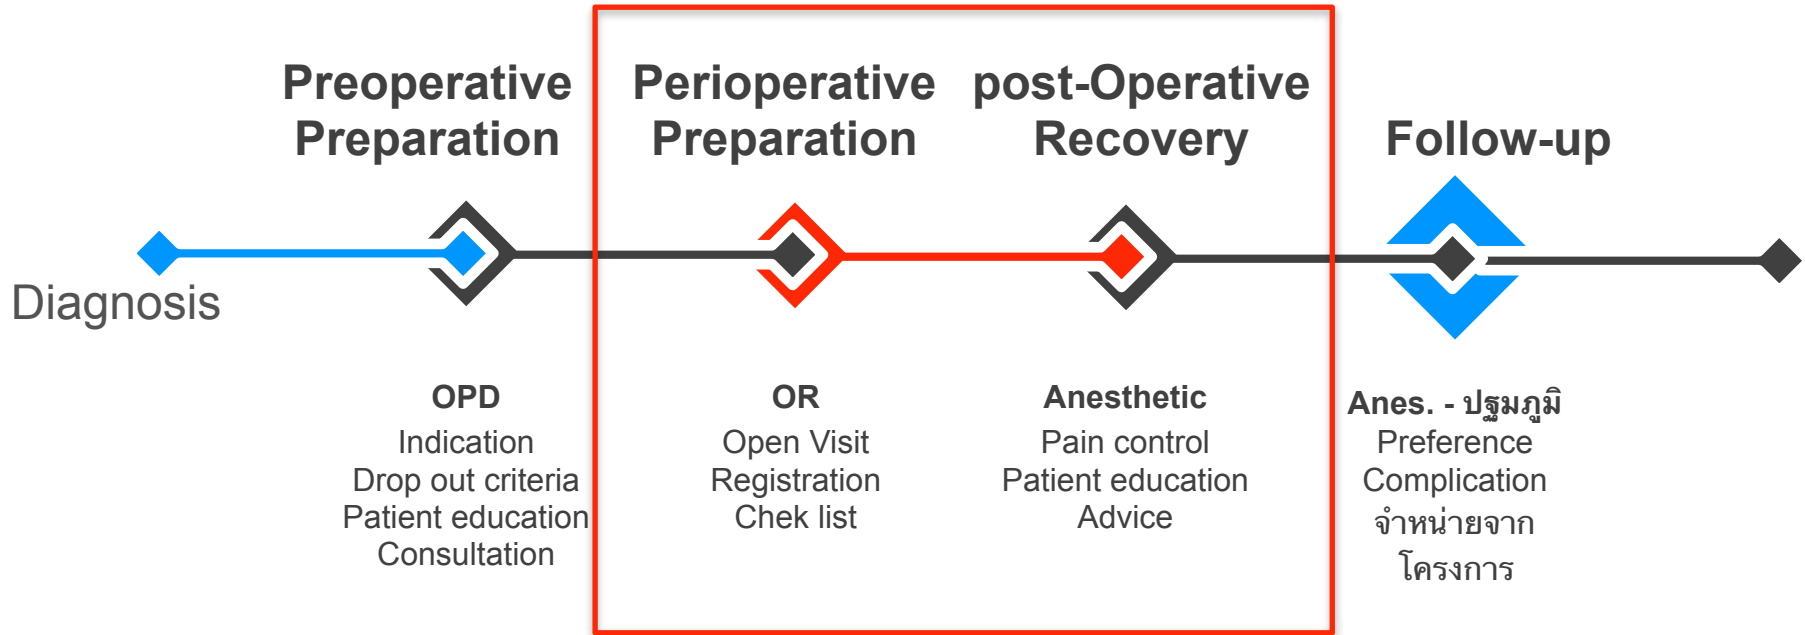 Preoperative
Preparation
Perioperative
Preparation
post-Operative
Recovery
Follow-up
Diagnosis
OPD
Indication
Drop out criteria
Patient education
Consultation
OR
Open Visit
Registration
Chek list
Anesthetic
Pain control
Patient education
Advice
Anes. - ปฐมภูมิ
Preference
Complication
จำหน่ายจาก
โครงการ